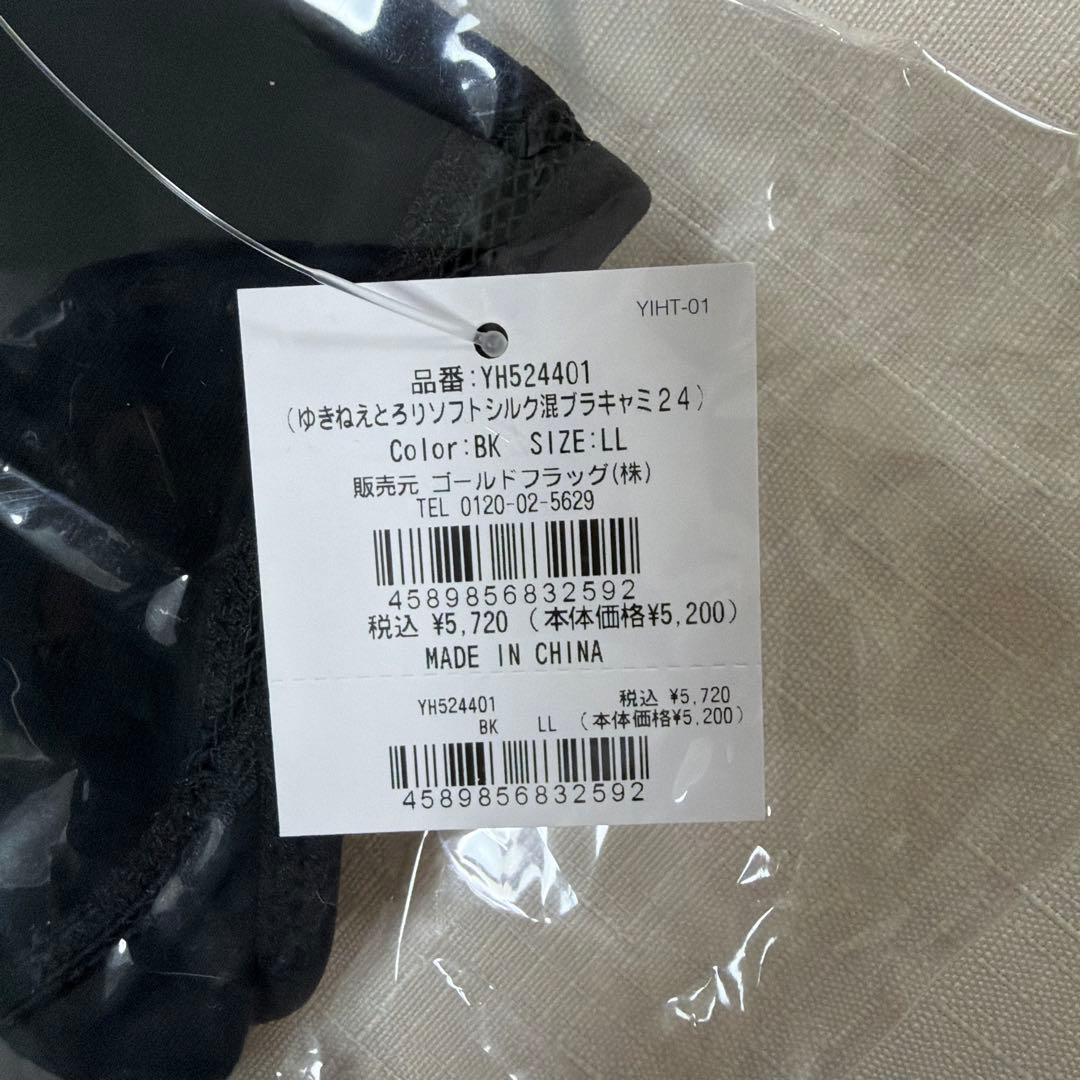 YIHT-01
品番:YH524401
(ゆきねえとろりソフトシルク混ブラキャミ24)
Color:BK SIZE:LL
販売元 ゴールドフラッグ(株)
TEL 0120-02-5629
4589856832592
税込 ¥5,720 (本体価格¥5,200)
MADE IN CHINA
YH524401 税込 ¥5,720
BK LL (本体価格¥5,200)
4589856832592